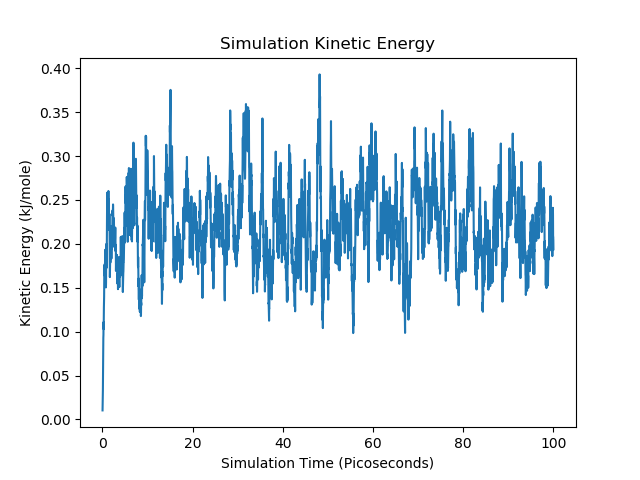 Simulation Kinetic Energy
Kinetic Energy (kJ/mole)
0.40
0.35
0.30
0.25
0.20
0.15
0.10
0.05
0.00
0 20 40 60 80 100
Simulation Time (Picoseconds)